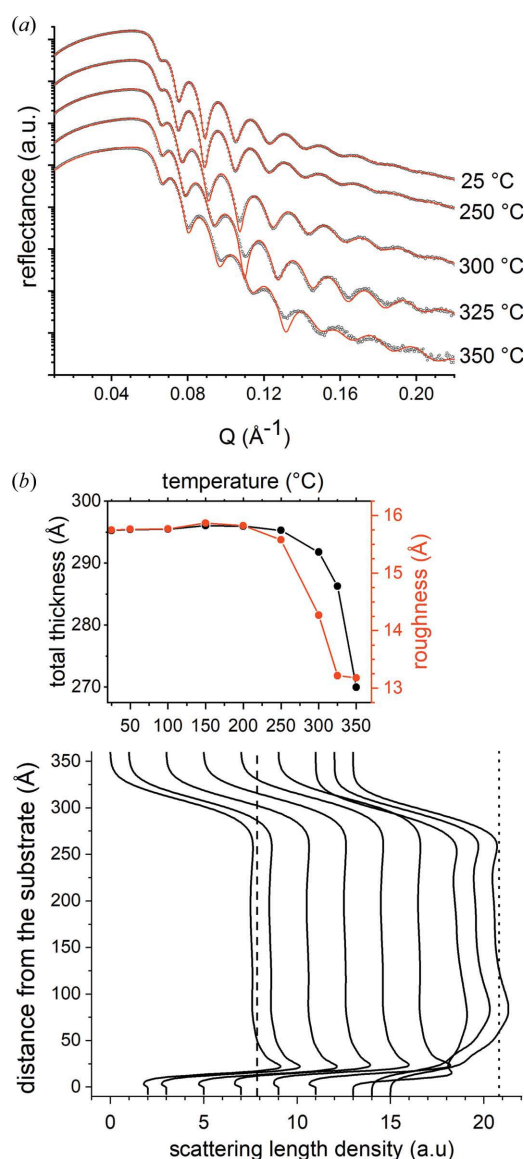 (a)
reflectance (a.u.)
25 °C
250 °C
300 °C
325 °C
350 °C
0.04 0.08 0.12 0.16 0.20
Q (Å-1)
(b)
temperature (°C)
300
290
280
270
total thickness (Å)
16
15
14
13
roughness (Å)
50 100 150 200 250 300 350
350
300
250
200
150
100
50
0
distance from the substrate (Å)
0 5 10 15 20
scattering length density (a.u)